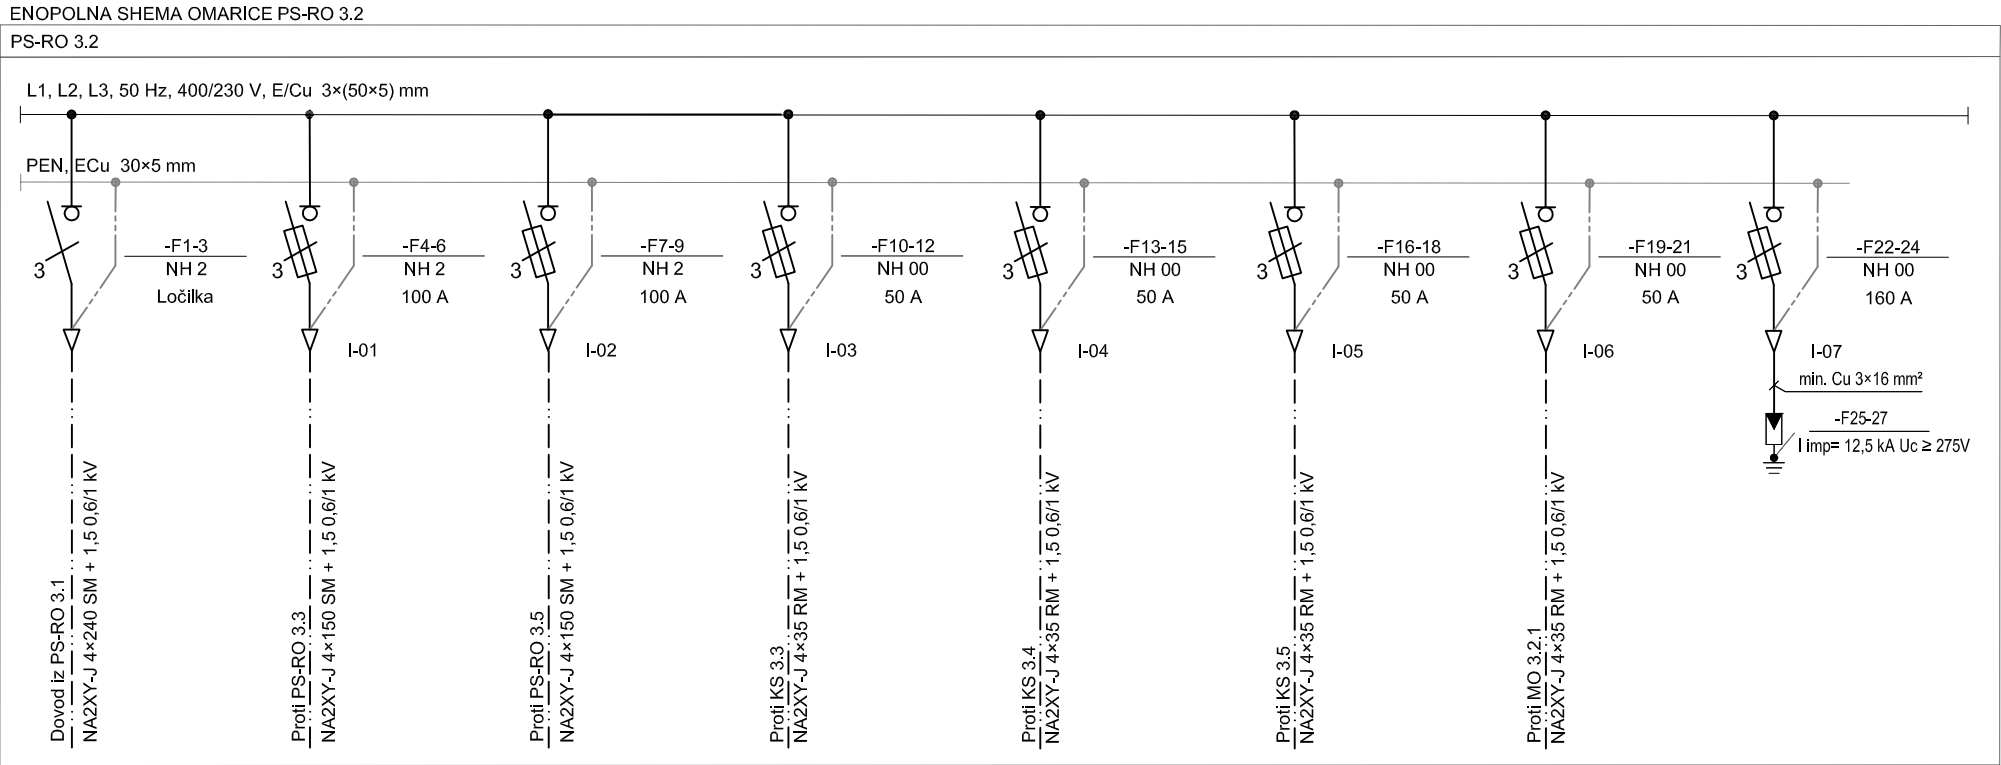 ENOPOLNA SHEMA OMARICE PS-RO 3.2
PS-RO 3.2
L1, L2, L3, 50 Hz, 400/230 V, E/Cu 3×(50×5) mm
PEN, ECu 30×5 mm
3
-F1-3
NH 2
Ločilka
Dovod iz PS-RO 3.1
NA2XY-J 4×240 SM + 1,5 0,6/1 kV
3
-F4-6
NH 2
100 A
I-01
Proti PS-RO 3.3
NA2XY-J 4×150 SM + 1,5 0,6/1 kV
3
-F7-9
NH 2
100 A
I-02
Proti PS-RO 3.5
NA2XY-J 4×150 SM + 1,5 0,6/1 kV
3
-F10-12
NH 00
50 A
I-03
Proti KS 3.3
NA2XY-J 4×35 RM + 1,5 0,6/1 kV
3
-F13-15
NH 00
50 A
I-04
Proti KS 3.4
NA2XY-J 4×35 RM + 1,5 0,6/1 kV
3
-F16-18
NH 00
50 A
I-05
Proti KS 3.5
NA2XY-J 4×35 RM + 1,5 0,6/1 kV
3
-F19-21
NH 00
50 A
I-06
Proti MO 3.2.1
NA2XY-J 4×35 RM + 1,5 0,6/1 kV
3
-F22-24
NH 00
160 A
I-07
min. Cu 3×16 mm²
-F25-27
I imp= 12,5 kA Uc ≥ 275V